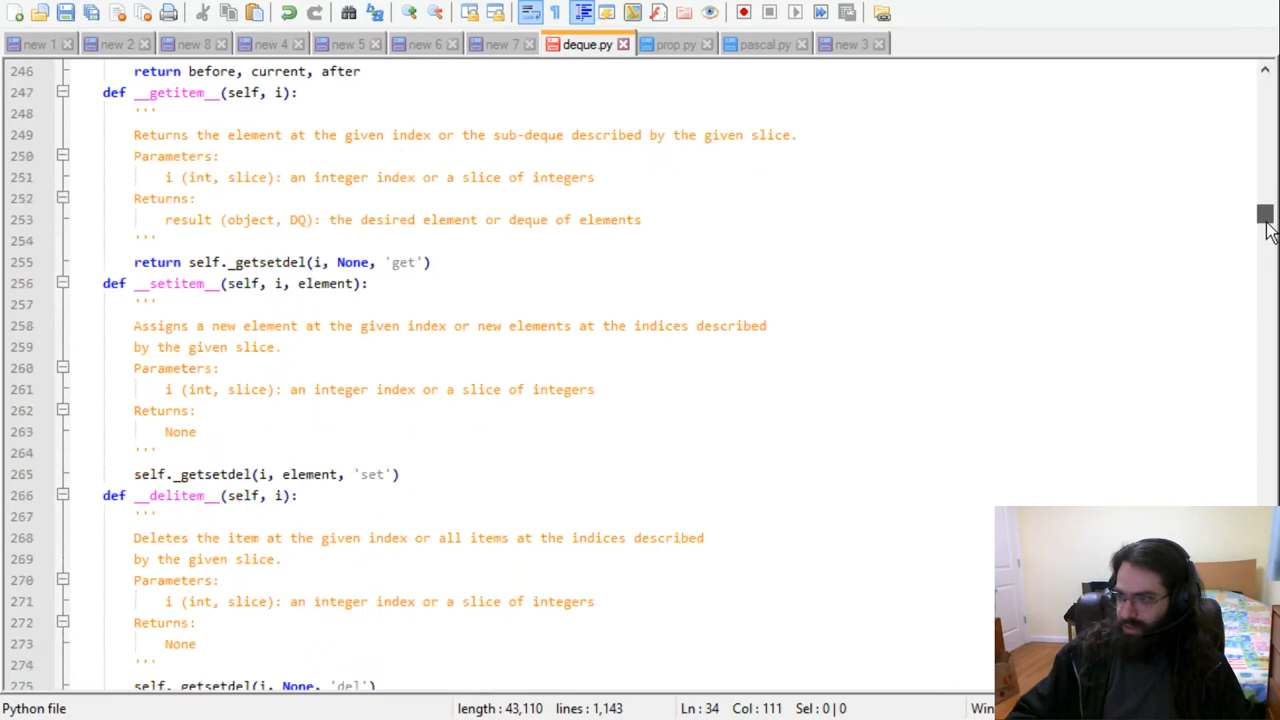 new 1 new 2 new 8 new 4 new 5 new 6 new 7 deque.py prop.py pascal.py new 3
246 return before, current, after
247 def __getitem__(self, i):
248 '''
249 Returns the element at the given index or the sub-deque described by the given slice.
250 Parameters:
251 i (int, slice): an integer index or a slice of integers
252 Returns:
253 result (object, DQ): the desired element or deque of elements
254 '''
255 return self._getsetdel(i, None, 'get')
256 def __setitem__(self, i, element):
257 '''
258 Assigns a new element at the given index or new elements at the indices described
259 by the given slice.
260 Parameters:
261 i (int, slice): an integer index or a slice of integers
262 Returns:
263 None
264 '''
265 self._getsetdel(i, element, 'set')
266 def __delitem__(self, i):
267 '''
268 Deletes the item at the given index or all items at the indices described
269 by the given slice.
270 Parameters:
271 i (int, slice): an integer index or a slice of integers
272 Returns:
273 None
274 '''
275 self._getsetdel(i, None, 'del')
Python file length : 43,110 lines : 1,143 Ln : 34 Col : 111 Sel : 0 | 0 Win